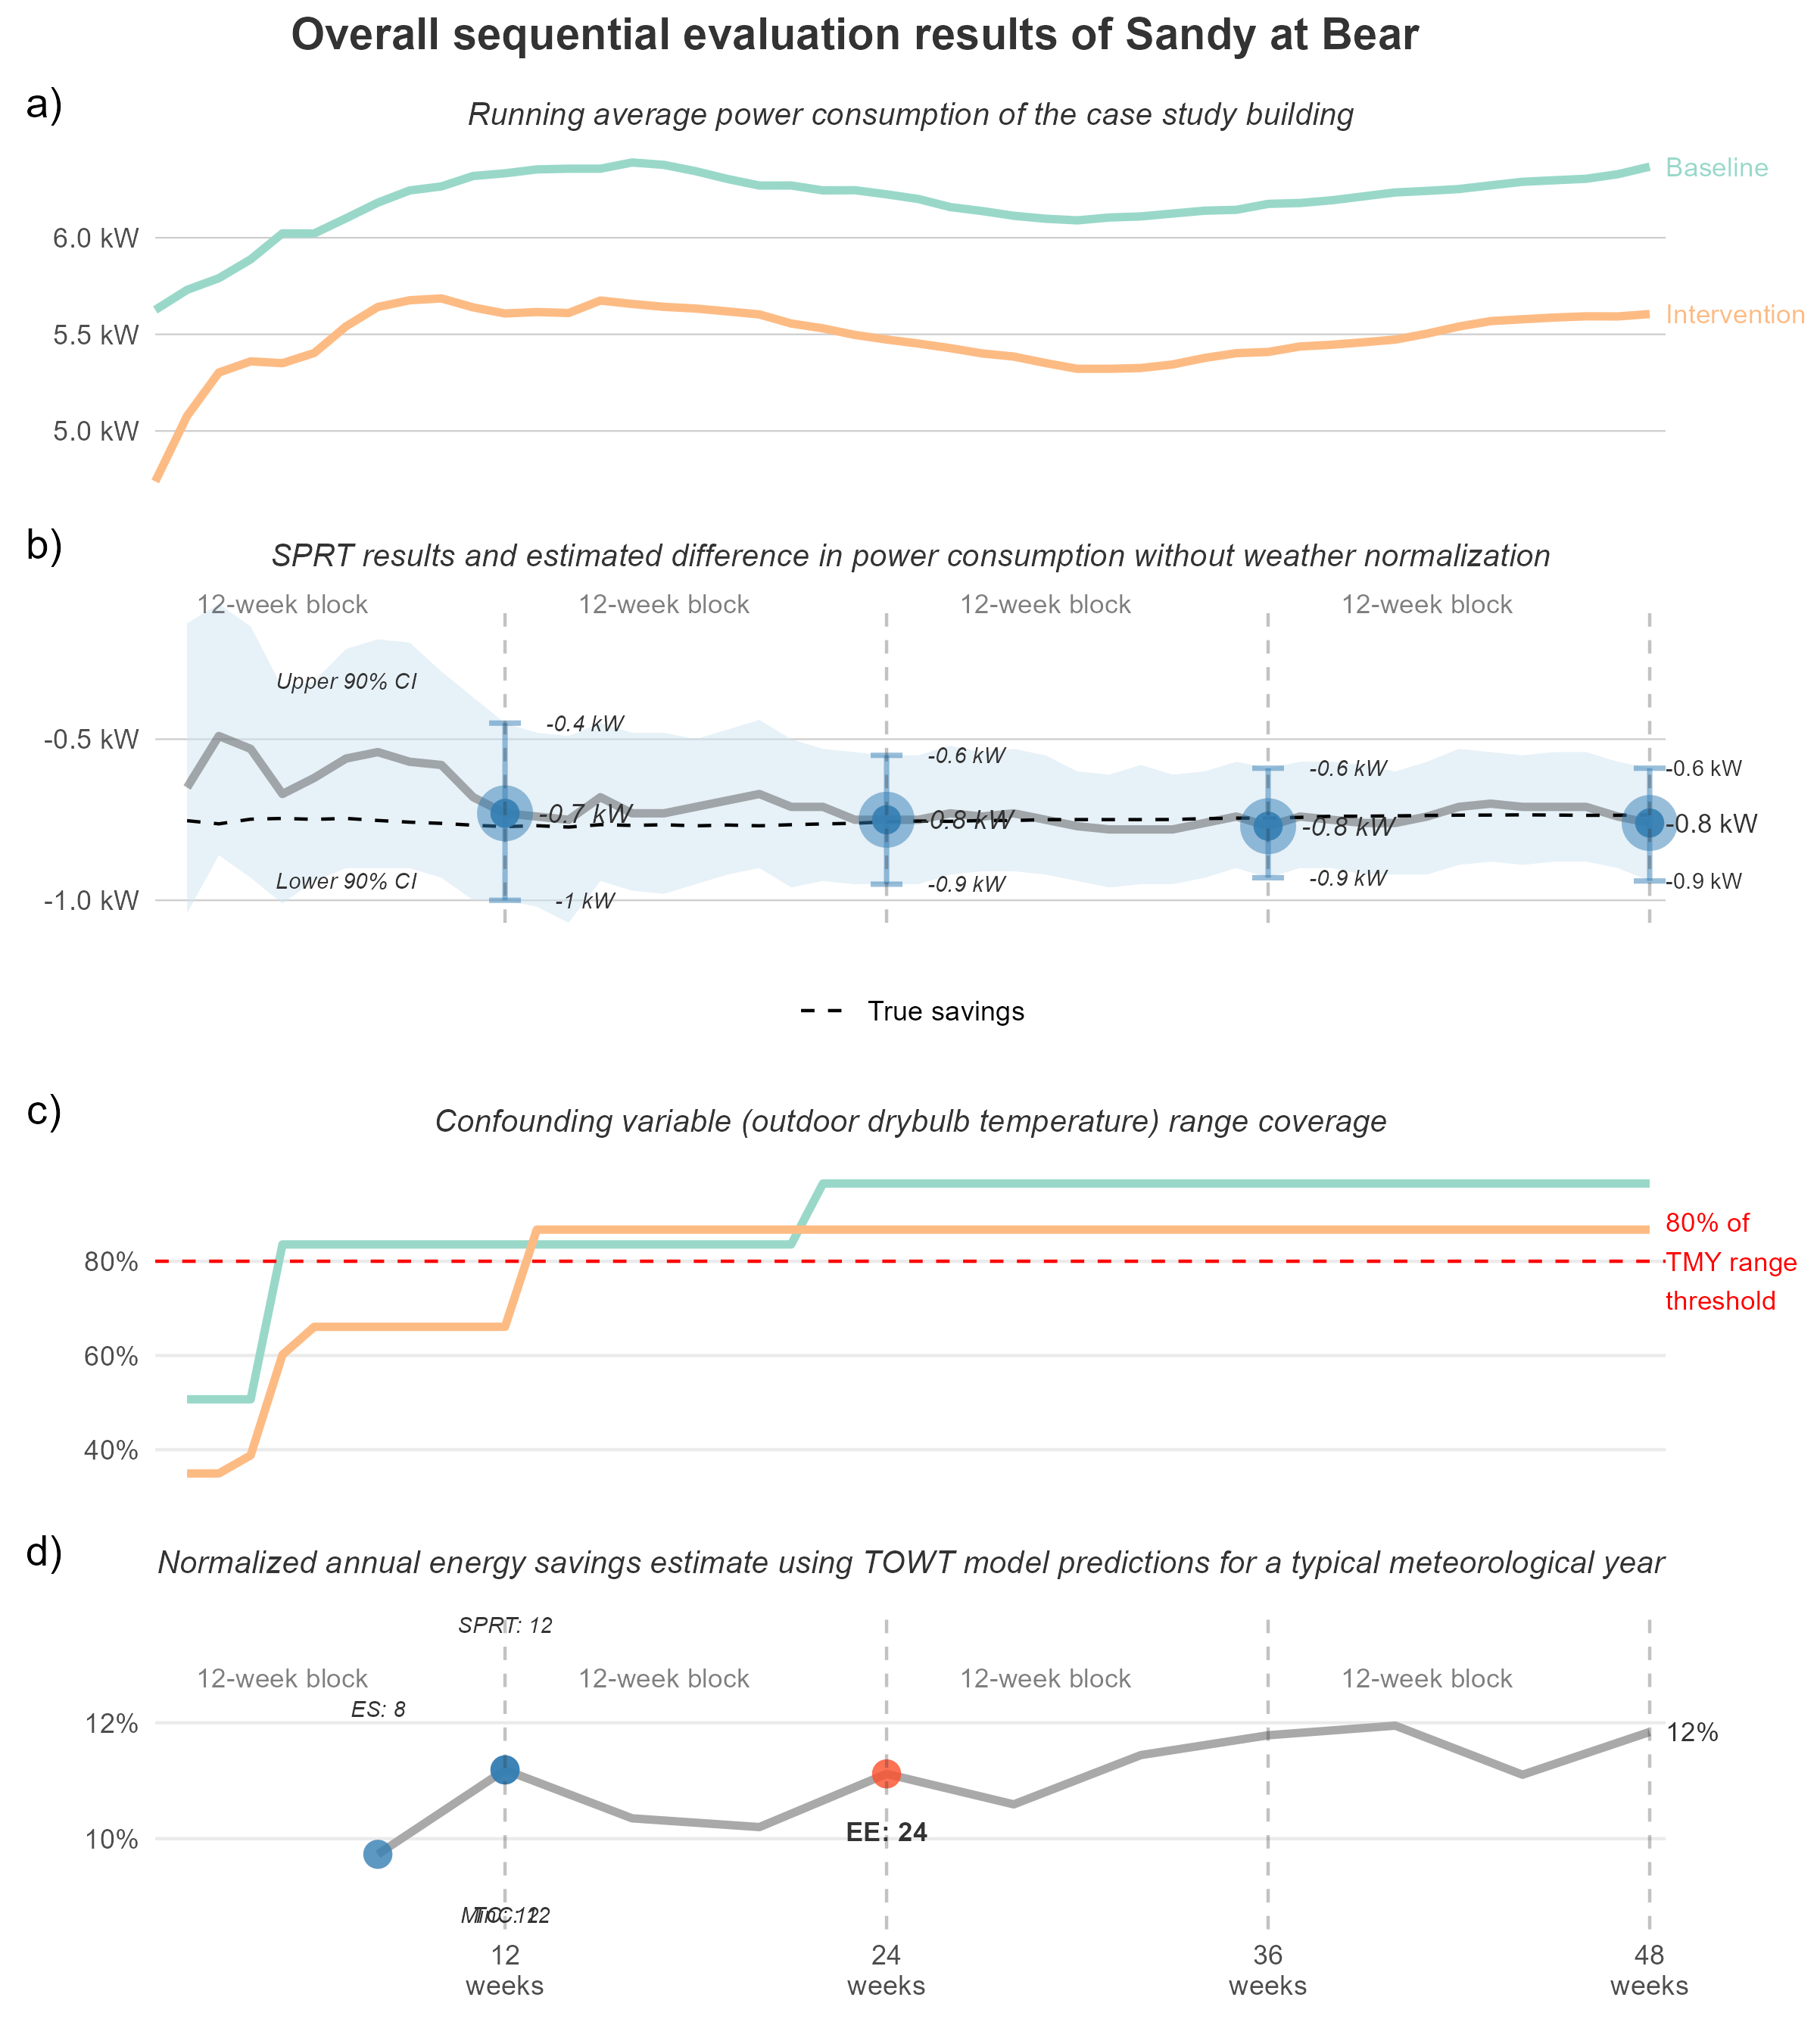 Overall sequential evaluation results of Sandy at Bear
a)
Running average power consumption of the case study building
Baseline
6.0 kW
Intervention
5.5 kW
5.0 kW
b)
SPRT results and estimated difference in power consumption without weather normalization
12-week block 12-week block 12-week block 12-week block
Upper 90% CI
-0.4 kW
-0.5 kW
-0.6 kW
-0.6 kW
-0.6 kW
-0.7 kW
-0.8 kW
-0.8 kW
-0.8 kW
Lower 90% CI
-0.9 kW
-0.9 kW
-0.9 kW
-1.0 kW
-1 kW
True savings
c)
Confounding variable (outdoor drybulb temperature) range coverage
80% of
TMY range
threshold
80%
60%
40%
d)
Normalized annual energy savings estimate using TOWT model predictions for a typical meteorological year
SPRT: 12
12-week block 12-week block 12-week block 12-week block
ES: 8
12%
12%
EE: 24
10%
12 24 36 48
weeks weeks weeks weeks